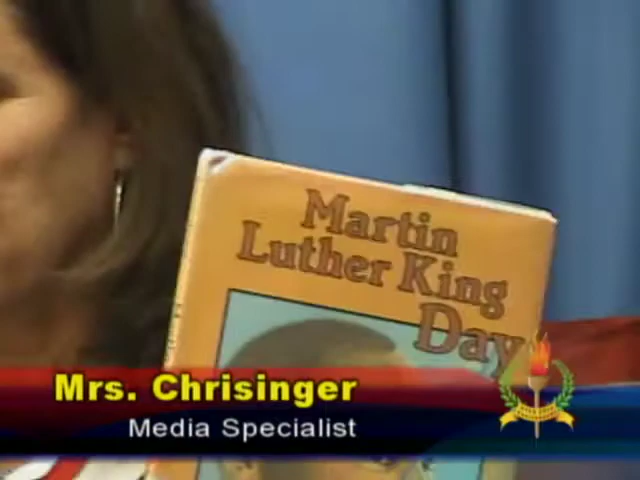 Martin
Luther King
Day
Mrs. Chrisinger
Media Specialist